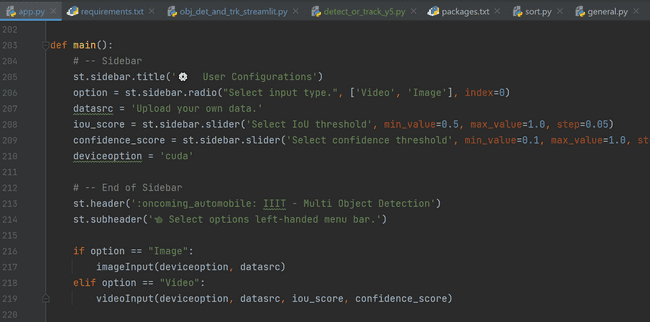 app.py requirements.txt obj_det_and_trk_streamlit.py detect_or_track_y5.py packages.txt sort.py general.py
202
203 def main():
204 # -- Sidebar
205 st.sidebar.title('⚙ User Configurations')
206 option = st.sidebar.radio("Select input type.", ['Video', 'Image'], index=0)
207 datasrc = 'Upload your own data.'
208 iou_score = st.sidebar.slider('Select IoU threshold', min_value=0.5, max_value=1.0, step=0.05)
209 confidence_score = st.sidebar.slider('Select confidence threshold', min_value=0.1, max_value=1.0, st
210 deviceoption = 'cuda'
211
212 # -- End of Sidebar
213 st.header(':oncoming_automobile: IIIT - Multi Object Detection')
214 st.subheader('👈 Select options left-handed menu bar.')
215
216 if option == "Image":
217 imageInput(deviceoption, datasrc)
218 elif option == "Video":
219 videoInput(deviceoption, datasrc, iou_score, confidence_score)
220